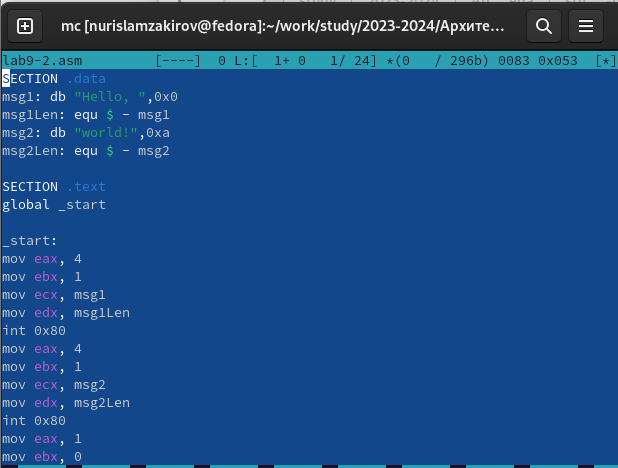 mc [nurislamzakirov@fedora]:~/work/study/2023-2024/Архите...
lab9-2.asm [----] 0 L:[ 1+ 0 1/ 24] *(0 / 296b) 0083 0x053 [*]
SECTION .data
msg1: db "Hello, ",0x0
msg1Len: equ $ - msg1
msg2: db "world!",0xa
msg2Len: equ $ - msg2
SECTION .text
global _start
_start:
mov eax, 4
mov ebx, 1
mov ecx, msg1
mov edx, msg1Len
int 0x80
mov eax, 4
mov ebx, 1
mov ecx, msg2
mov edx, msg2Len
int 0x80
mov eax, 1
mov ebx, 0